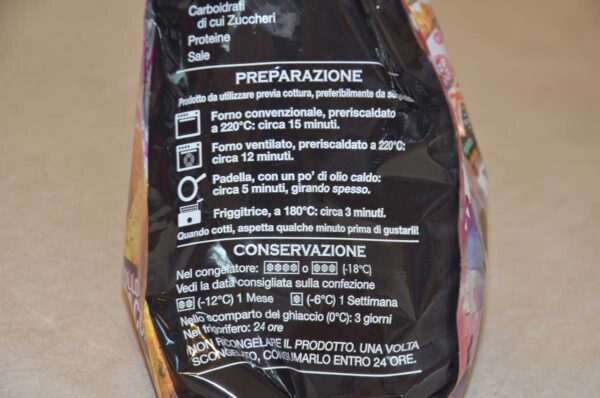 Carboidrati
di cui Zuccheri
Proteine
Sale
PREPARAZIONE
Prodotto da utilizzare previa cottura, preferibilmente da
Forno convenzionale, preriscaldato
a 220°C: circa 15 minuti.
Forno ventilato, preriscaldato a 220°C:
circa 12 minuti.
Padella, con un po' di olio caldo:
circa 5 minuti, girando spesso.
Friggitrice, a 180°C: circa 3 minuti.
Quando cotti, aspetta qualche minuto prima di gustarli!
CONSERVAZIONE
Nel congelatore: **** o *** (-18°C)
Vedi la data consigliata sulla confezione
** (-12°C) 1 Mese * (-6°C) 1 Settimana
Nello scomparto del ghiaccio (0°C): 3 giorni
Nel frigorifero: 24 ore
NON RICONGELARE IL PRODOTTO. UNA VOLTA
SCONGELATO, CONSUMARLO ENTRO 24 ORE.